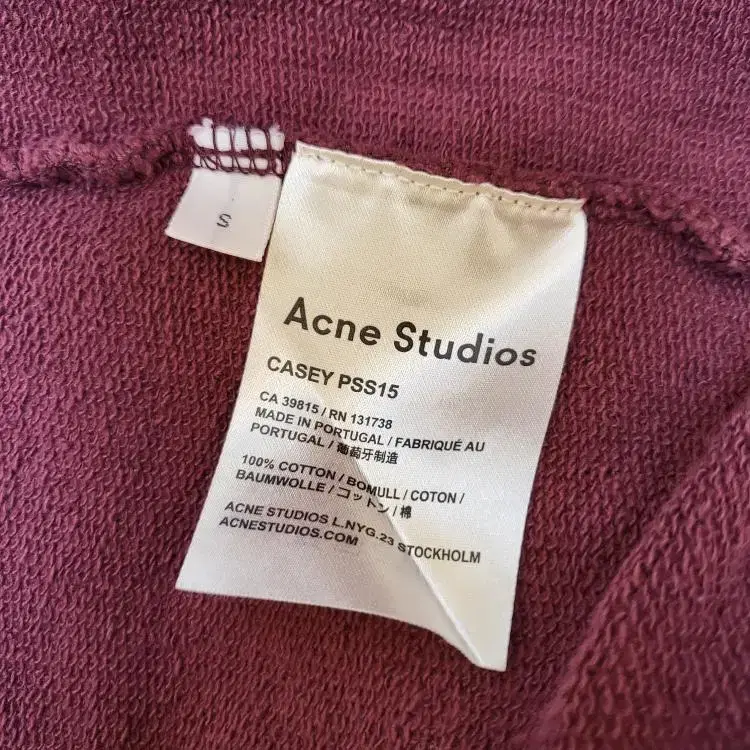 S
Acne Studios
CASEY PSS15
CA 39815 / RN 131738
MADE IN PORTUGAL / FABRIQUÉ AU
PORTUGAL / 葡萄牙制造
100% COTTON / BOMULL / COTON /
BAUMWOLLE / コットン / 棉
ACNE STUDIOS L.NYG.23 STOCKHOLM
ACNESTUDIOS.COM